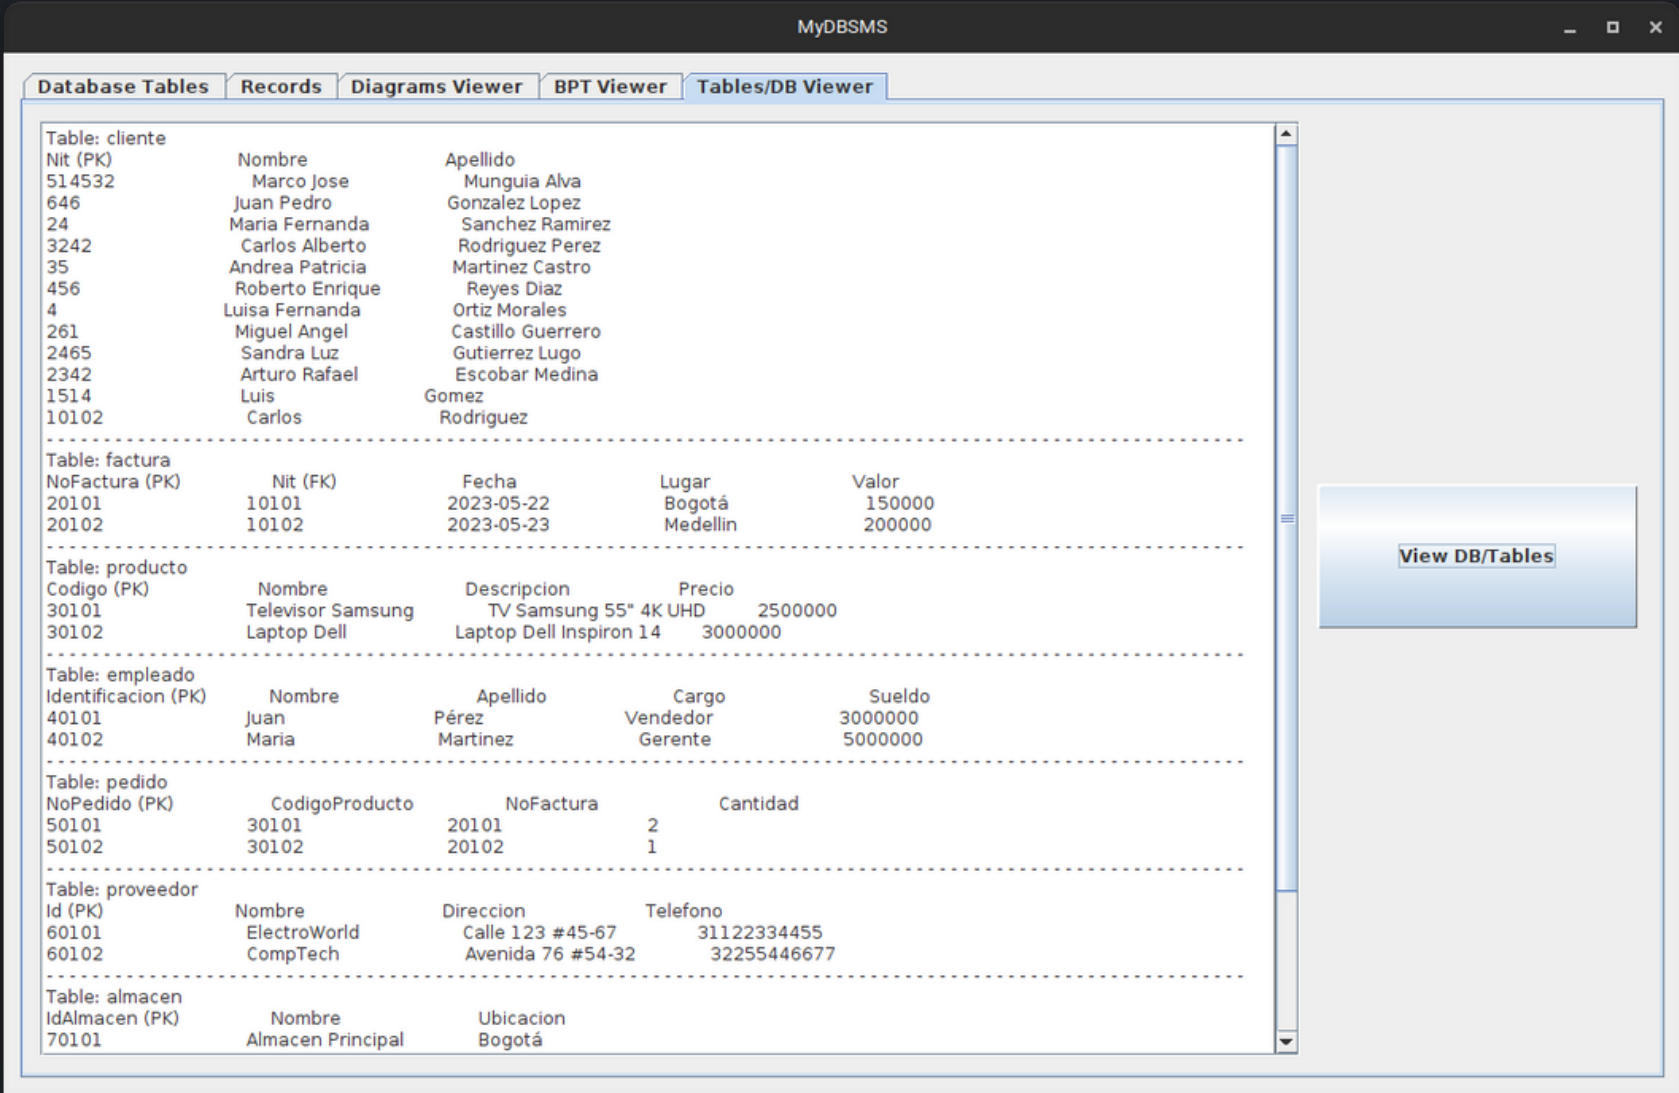 MyDBSMS
Database Tables Records Diagrams Viewer BPT Viewer Tables/DB Viewer
Table: cliente
Nit (PK) Nombre Apellido
514532 Marco Jose Munguia Alva
646 Juan Pedro Gonzalez Lopez
24 Maria Fernanda Sanchez Ramirez
3242 Carlos Alberto Rodriguez Perez
35 Andrea Patricia Martinez Castro
456 Roberto Enrique Reyes Diaz
4 Luisa Fernanda Ortiz Morales
261 Miguel Angel Castillo Guerrero
2465 Sandra Luz Gutierrez Lugo
2342 Arturo Rafael Escobar Medina
1514 Luis Gomez
10102 Carlos Rodriguez
Table: factura
NoFactura (PK) Nit (FK) Fecha Lugar Valor
20101 10101 2023-05-22 Bogotá 150000
20102 10102 2023-05-23 Medellin 200000
Table: producto
Codigo (PK) Nombre Descripcion Precio
30101 Televisor Samsung TV Samsung 55" 4K UHD 2500000
30102 Laptop Dell Laptop Dell Inspiron 14 3000000
Table: empleado
Identificacion (PK) Nombre Apellido Cargo Sueldo
40101 Juan Pérez Vendedor 3000000
40102 Maria Martinez Gerente 5000000
Table: pedido
NoPedido (PK) CodigoProducto NoFactura Cantidad
50101 30101 20101 2
50102 30102 20102 1
Table: proveedor
Id (PK) Nombre Direccion Telefono
60101 ElectroWorld Calle 123 #45-67 31122334455
60102 CompTech Avenida 76 #54-32 32255446677
Table: almacen
IdAlmacen (PK) Nombre Ubicacion
70101 Almacen Principal Bogotá
View DB/Tables